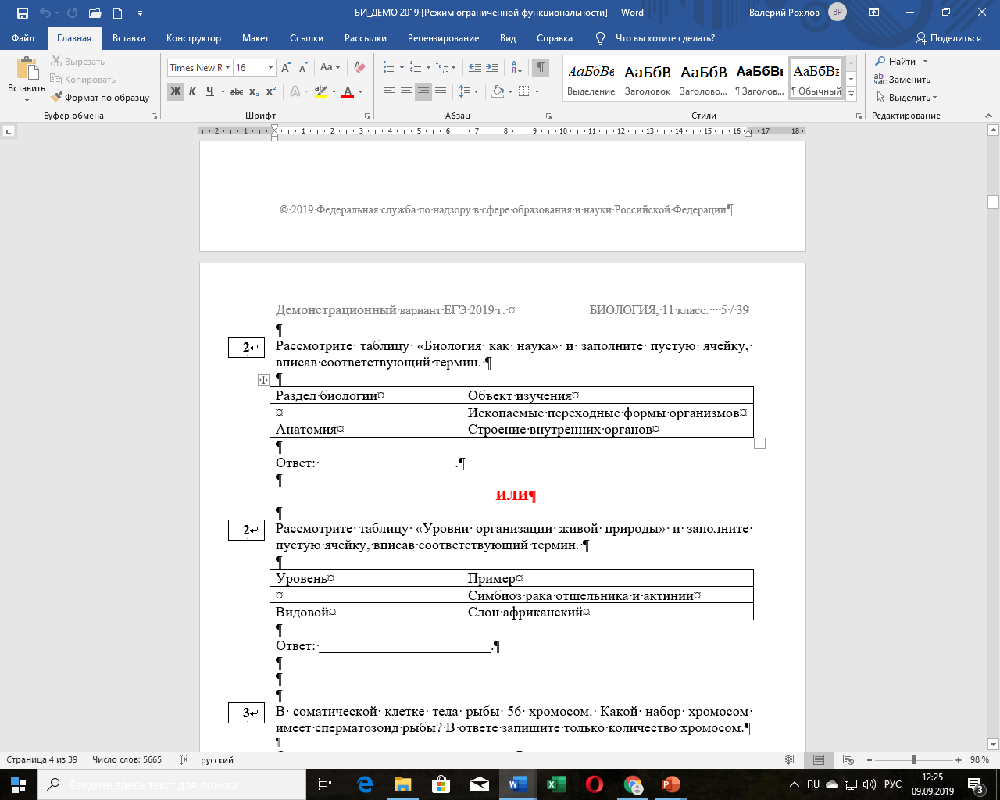 БИ_ДЕМО 2019 [Режим ограниченной функциональности] - Word
Валерий Рохлов
ВР
Файл Главная Вставка Конструктор Макет Ссылки Рассылки Рецензирование Вид Справка Что вы хотите сделать? Поделиться
Вставить
Вырезать
Копировать
Формат по образцу
Буфер обмена
Times New R 16
Ж К Ч abc x₂ x²
Шрифт
Абзац
АаБбВв АаБбВ АаБбВ АаБбВı АаБбВı
Выделение Заголовок Заголово... ¶ Заголов... ¶ Обычный
Стили
Найти
Заменить
Выделить
Редактирование
2 1 1 2 3 4 5 6 7 8 9 10 11 12 13 14 15 16 17 18
© 2019 Федеральная служба по надзору в сфере образования и науки Российской Федерации¶
Демонстрационный вариант ЕГЭ 2019 г. ¤ БИОЛОГИЯ, 11 класс. 5 / 39
¶
2 Рассмотрите таблицу «Биология как наука» и заполните пустую ячейку,
вписав соответствующий термин. ¶
¶
Раздел биологии¤ Объект изучения¤
¤ Ископаемые переходные формы организмов¤
Анатомия¤ Строение внутренних органов¤
¶
Ответ: ____________________.¶
¶
ИЛИ¶
¶
2 Рассмотрите таблицу «Уровни организации живой природы» и заполните
пустую ячейку, вписав соответствующий термин. ¶
¶
Уровень¤ Пример¤
¤ Симбиоз рака отшельника и актинии¤
Видовой¤ Слон африканский¤
¶
Ответ: _________________________.¶
¶
¶
¶
3 В соматической клетке тела рыбы 56 хромосом. Какой набор хромосом
имеет сперматозоид рыбы? В ответе запишите только количество хромосом.¶
¶
Страница 4 из 39 Число слов: 5665 русский 98 %
Введите здесь текст для поиска
RU РУС 12:25
09.09.2019
3